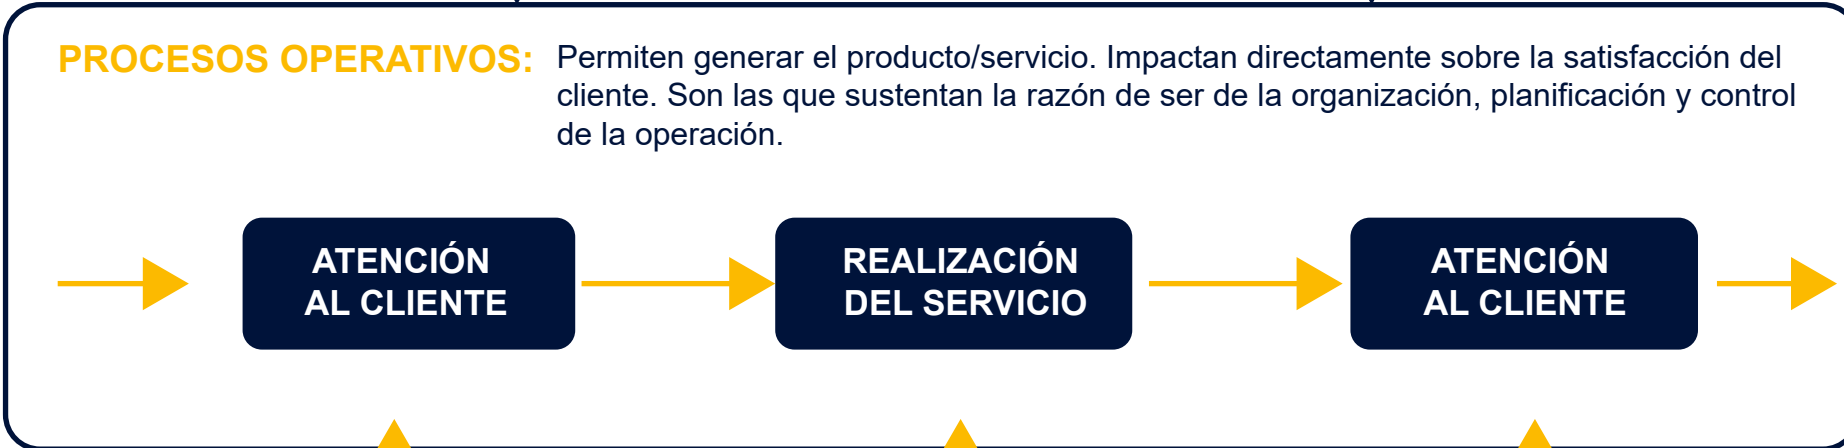 PROCESOS OPERATIVOS: Permiten generar el producto/servicio. Impactan directamente sobre la satisfacción del
cliente. Son las que sustentan la razón de ser de la organización, planificación y control
de la operación.
ATENCIÓN
AL CLIENTE
REALIZACIÓN
DEL SERVICIO
ATENCIÓN
AL CLIENTE